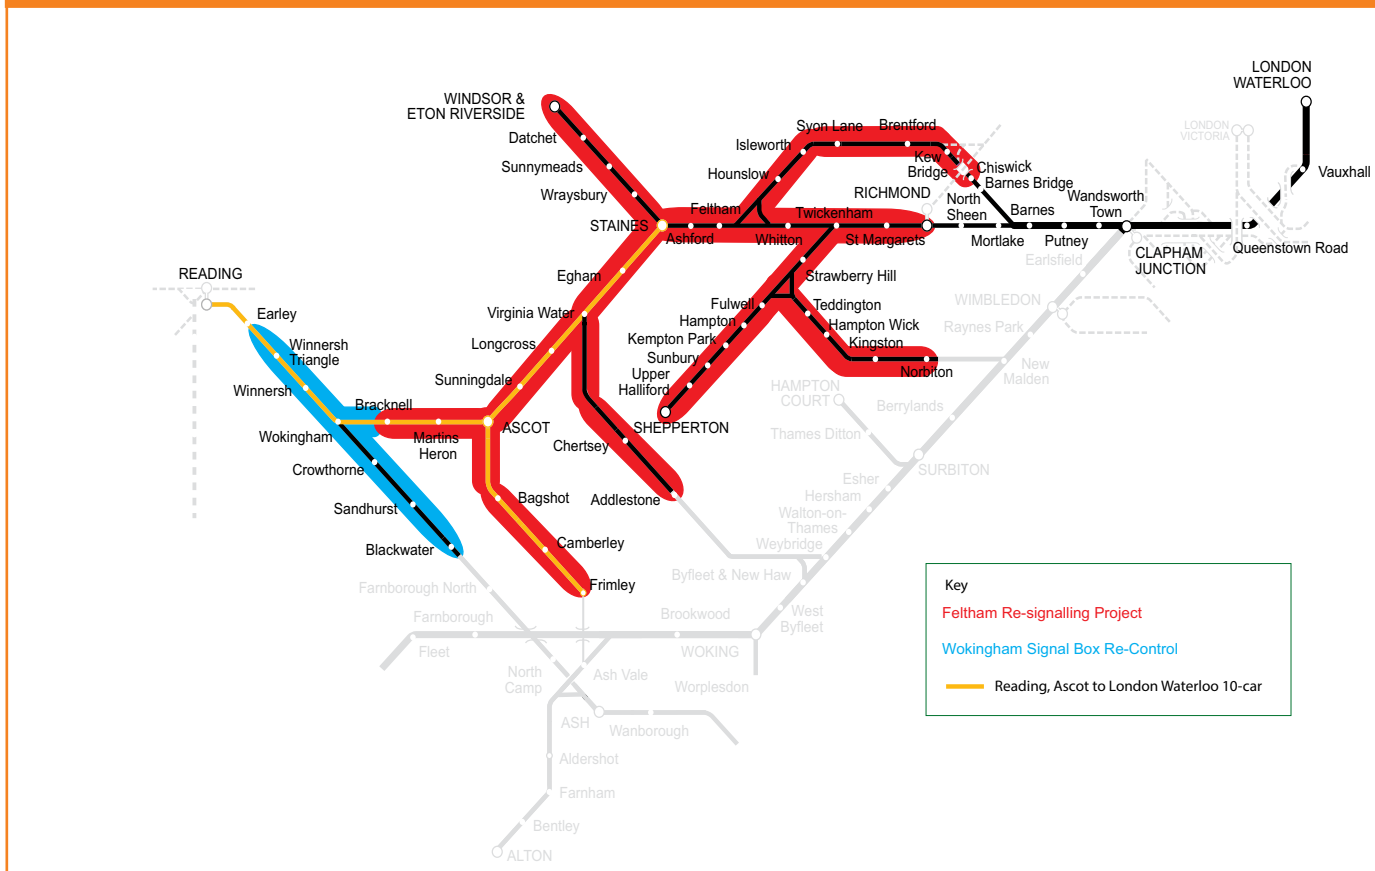 LONDON
WATERLOO
WINDSOR &
ETON RIVERSIDE
Datchet
Sunnymeads
Wraysbury
STAINES
Syon Lane
Brentford
Isleworth
Hounslow
Kew
Bridge
Chiswick
Barnes Bridge
RICHMOND
North
Sheen
LONDON
VICTORIA
Vauxhall
Wandsworth
Town
Barnes
Feltham
Twickenham
Ashford
Whitton
St Margarets
Mortlake
Putney
Queenstown Road
CLAPHAM
JUNCTION
Earlsfield
Egham
Strawberry Hill
READING
WIMBLEDON
Earley
Virginia Water
Fulwell
Teddington
Hampton
Hampton Wick
Raynes Park
Kempton Park
Kingston
Winnersh
Triangle
Longcross
Sunbury
Norbiton
New
Malden
Upper
Halliford
Winnersh
Sunningdale
HAMPTON
COURT
Bracknell
Berrylands
Wokingham
Martins
Heron
ASCOT
SHEPPERTON
Thames Ditton
Chertsey
Crowthorne
SURBITON
Esher
Hersham
Sandhurst
Bagshot
Addlestone
Walton-on-
Thames
Blackwater
Camberley
Weybridge
Farnborough North
Frimley
Byfleet & New Haw
Farnborough
Brookwood
West
Byfleet
Fleet
WOKING
North
Camp
Ash Vale
Worplesdon
ASH
Wanborough
Aldershot
Farnham
Bentley
ALTON
Key
Feltham Re-signalling Project
Wokingham Signal Box Re-Control
Reading, Ascot to London Waterloo 10-car